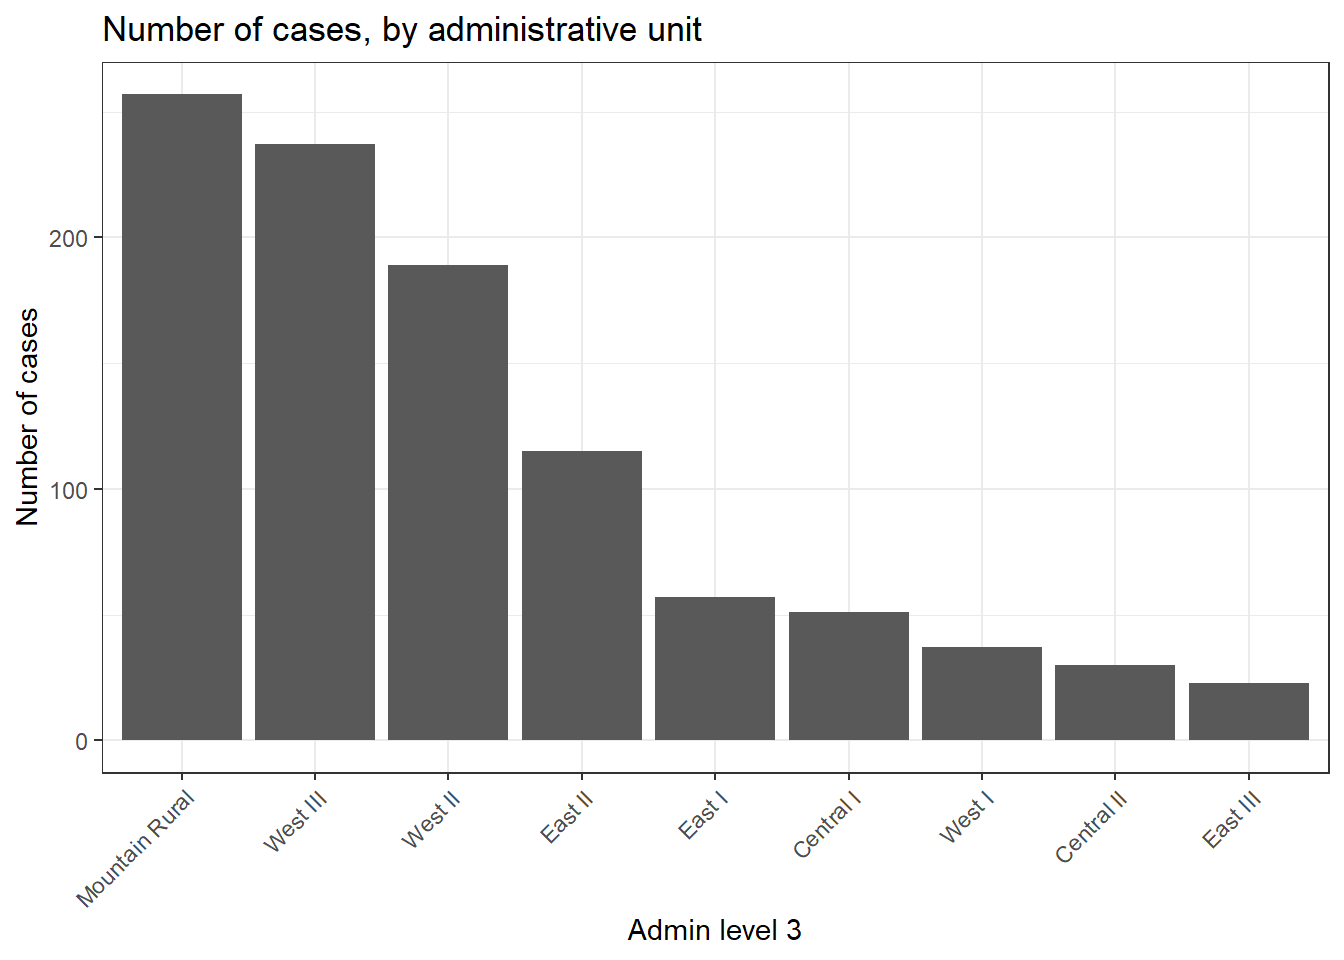 Number of cases, by administrative unit
Number of cases
200
100
0
Mountain Rural
West III
West II
East II
East I
Central I
West I
Central II
East III
Admin level 3